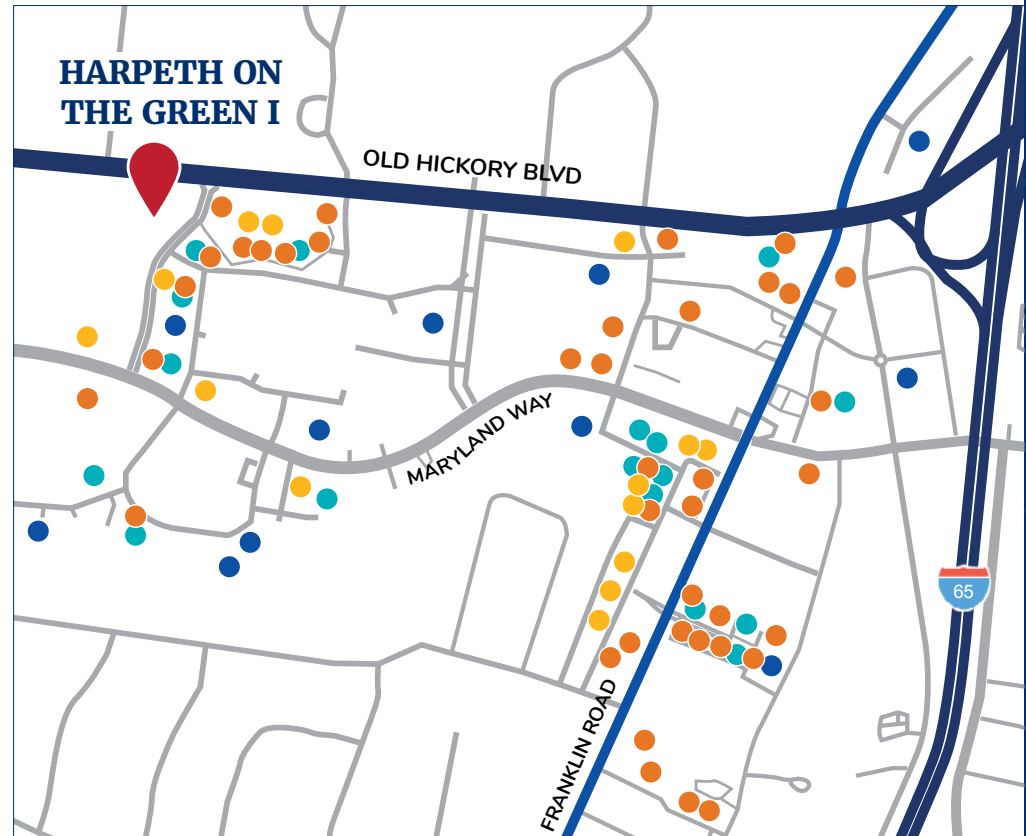 HARPETH ON
THE GREEN I
OLD HICKORY BLVD
MARYLAND WAY
65
FRANKLIN ROAD